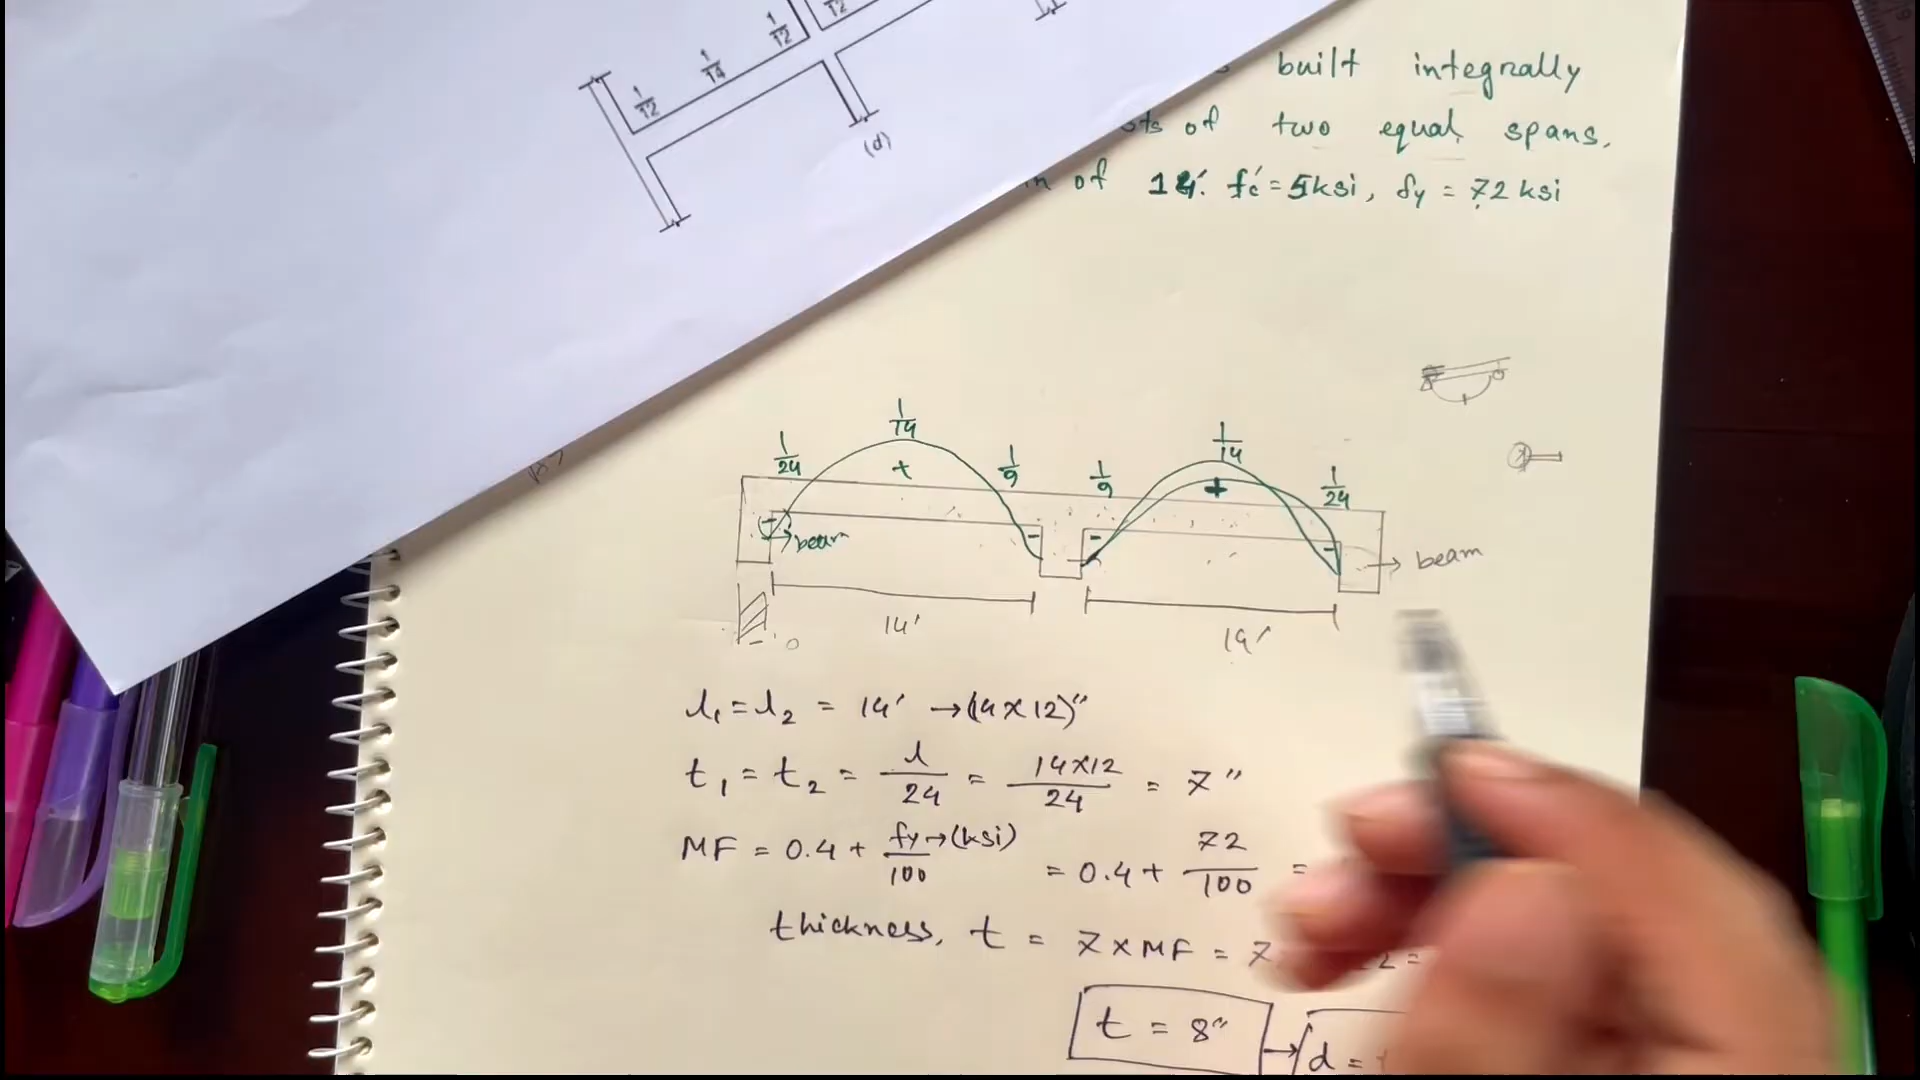 1/12 1/14 1/12
(d)
built integrally
of two equal spans,
of 14'. fc' = 5ksi, fy = 72 ksi
1/24 1/14 1/9 1/9 1/14 1/24
+ +
- - - -
beam
beam
14' 14'
l1 = l2 = 14' → (14x12)"
t1 = t2 = l/24 = 14x12/24 = 7"
MF = 0.4 + fy→(ksi)/100 = 0.4 + 72/100 =
thickness, t = 7 x MF = 7
t = 8" → d =